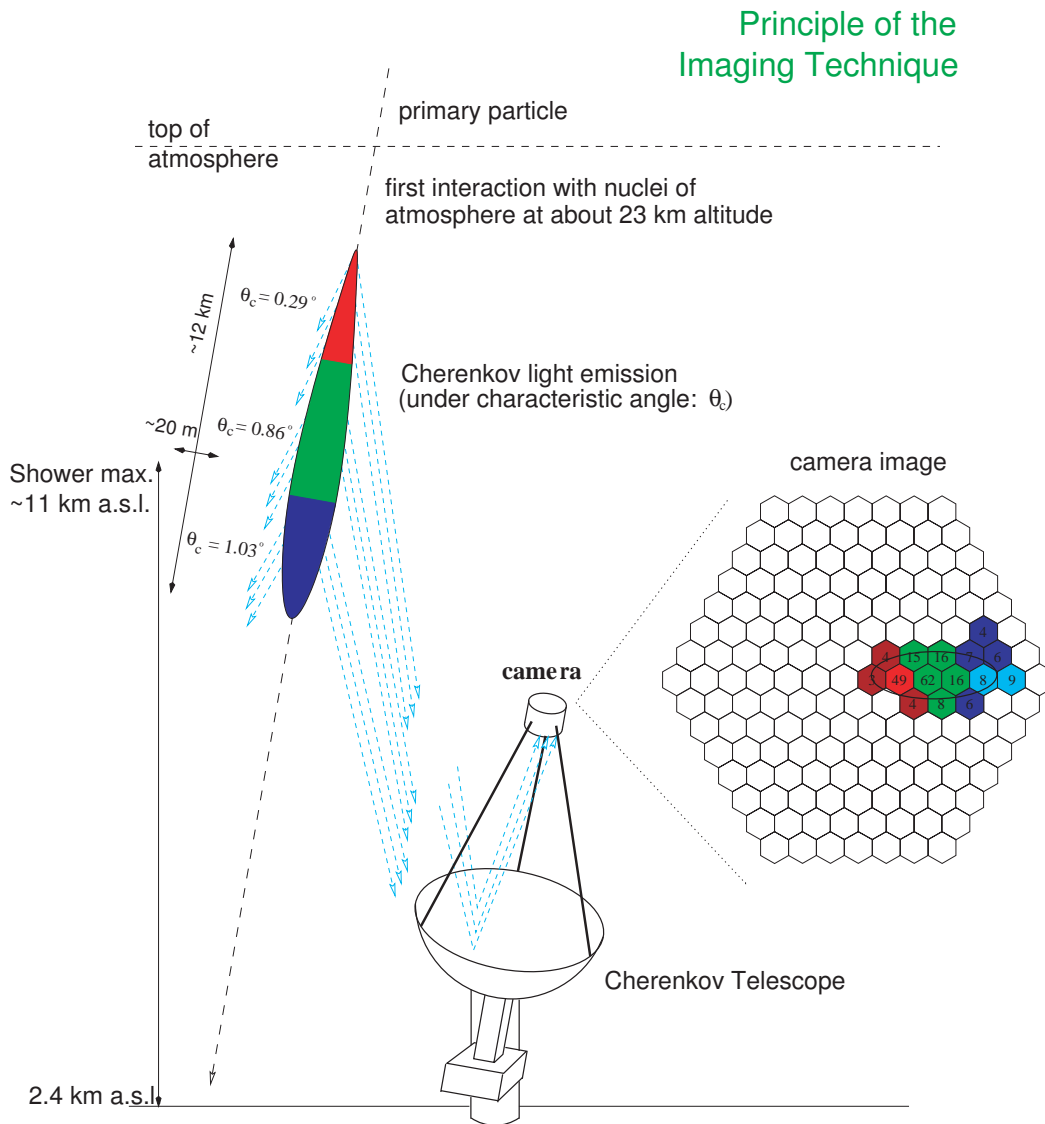 Principle of the
Imaging Technique
primary particle
top of
atmosphere
first interaction with nuclei of
atmosphere at about 23 km altitude
~12 km
θc = 0.29°
Cherenkov light emission
(under characteristic angle: θc)
~20 m
θc = 0.86°
Shower max.
~11 km a.s.l.
camera image
θc = 1.03°
4
4 15 16 7 6
3 49 62 16 8 9
4 8 6
camera
Cherenkov Telescope
2.4 km a.s.l